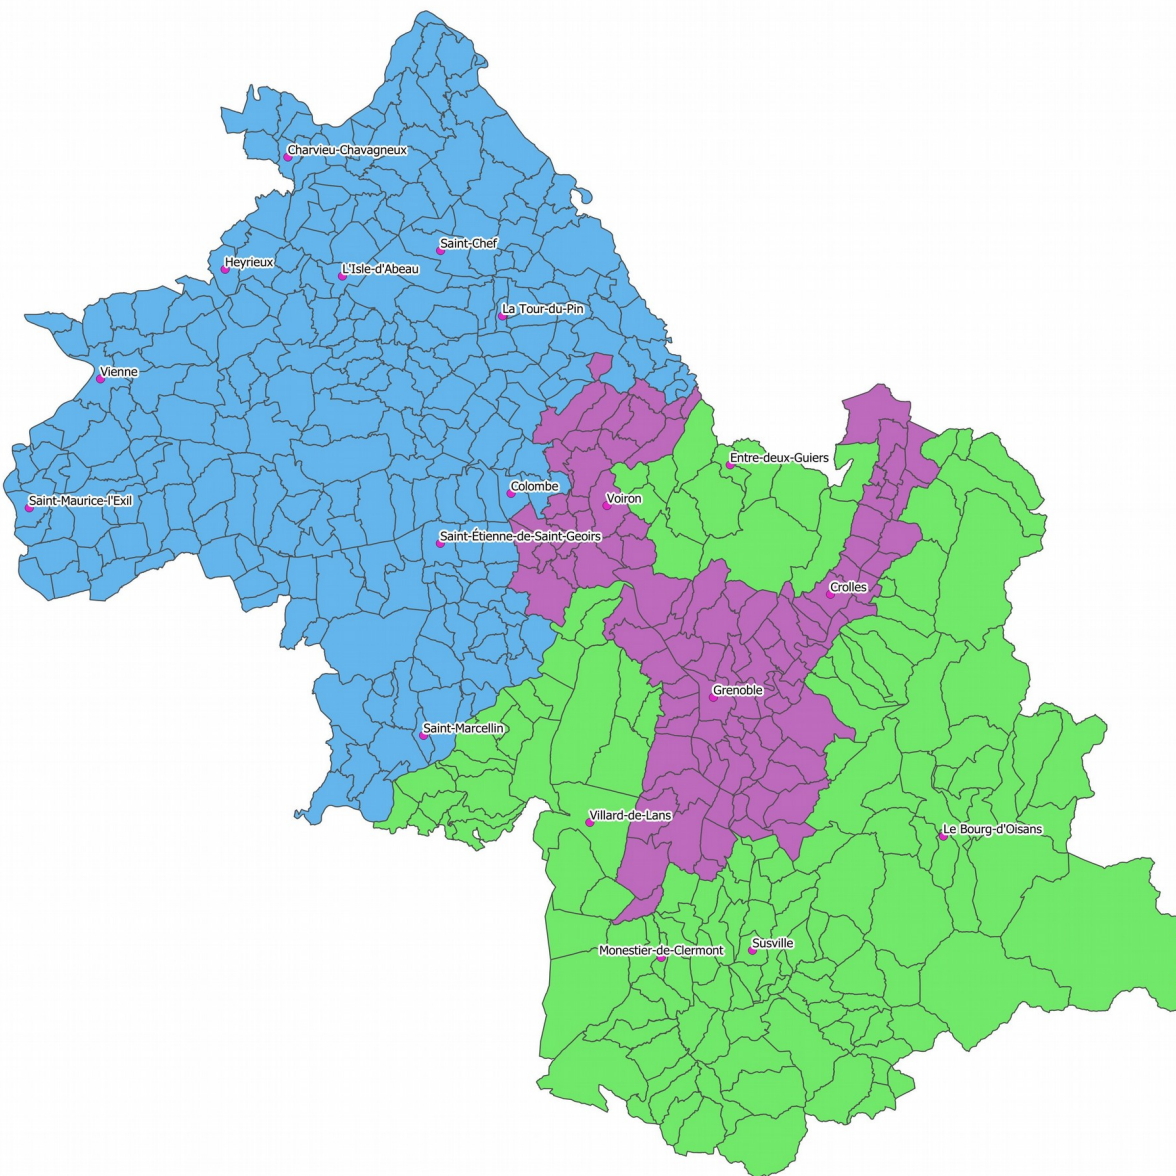 Charvieu-Chavagneux
Saint-Chef
Heyrieux
L'Isle-d'Abeau
La Tour-du-Pin
Vienne
Entre-deux-Guiers
Colombe
Saint-Maurice-l'Exil
Voiron
Saint-Étienne-de-Saint-Geoirs
Crolles
Grenoble
Saint-Marcellin
Villard-de-Lans
Le Bourg-d'Oisans
Susville
Monestier-de-Clermont